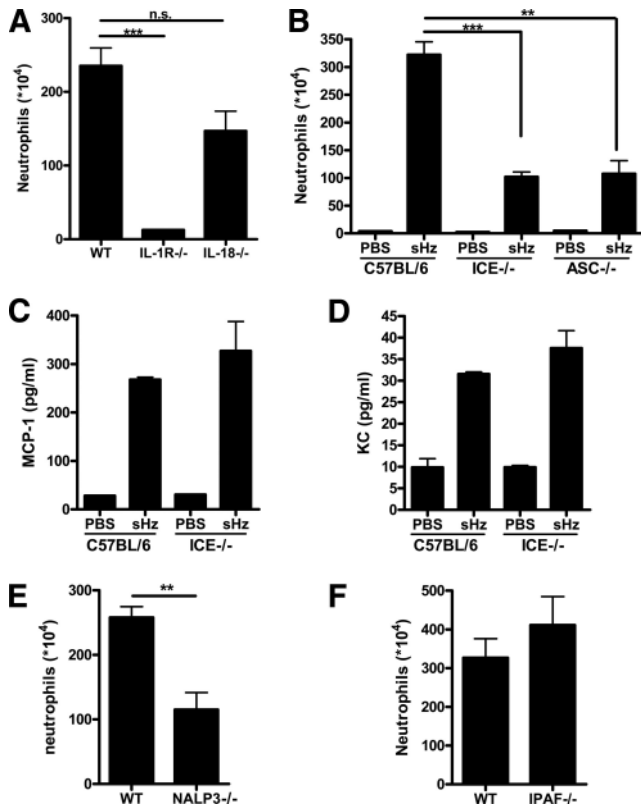 A
n.s.
***
Neutrophils (*10⁴)
300
200
100
0
WT IL-1R-/- IL-18-/-
B
**
***
Neutrophils (*10⁴)
350
300
250
200
150
100
50
0
PBS sHz PBS sHz PBS sHz
C57BL/6 ICE-/- ASC-/-
C
MCP-1 (pg/ml)
400
300
200
100
0
PBS sHz PBS sHz
C57BL/6 ICE-/-
D
KC (pg/ml)
45
40
35
30
25
20
15
10
5
0
PBS sHz PBS sHz
C57BL/6 ICE-/-
E
**
neutrophils (*10⁴)
300
200
100
0
WT NALP3-/-
F
Neutrophils (*10⁴)
500
400
300
200
100
0
WT IPAF-/-